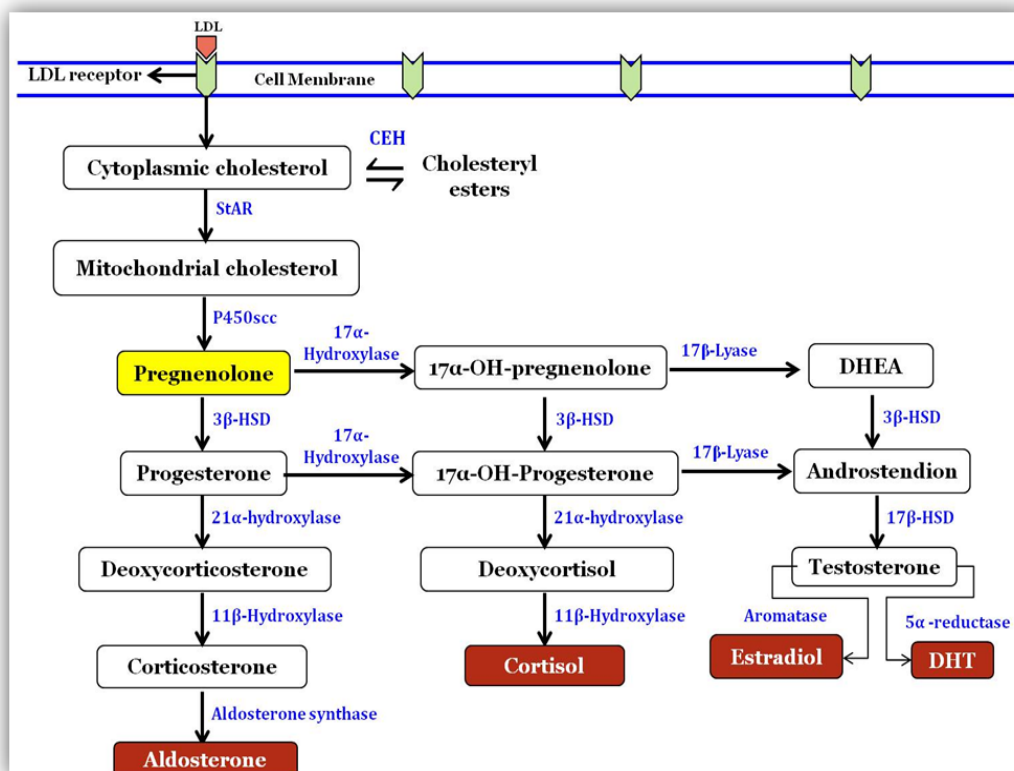 LDL
LDL receptor
Cell Membrane
CEH
Cytoplasmic cholesterol
Cholesteryl
esters
StAR
Mitochondrial cholesterol
P450scc
17α-
Hydroxylase
17β-Lyase
Pregnenolone
17α-OH-pregnenolone
DHEA
3β-HSD
3β-HSD
3β-HSD
17α-
Hydroxylase
17β-Lyase
Progesterone
17α-OH-Progesterone
Androstendion
21α-hydroxylase
21α-hydroxylase
17β-HSD
Deoxycorticosterone
Deoxycortisol
Testosterone
11β-Hydroxylase
11β-Hydroxylase
Aromatase
5α -reductase
Corticosterone
Cortisol
Estradiol
DHT
Aldosterone synthase
Aldosterone